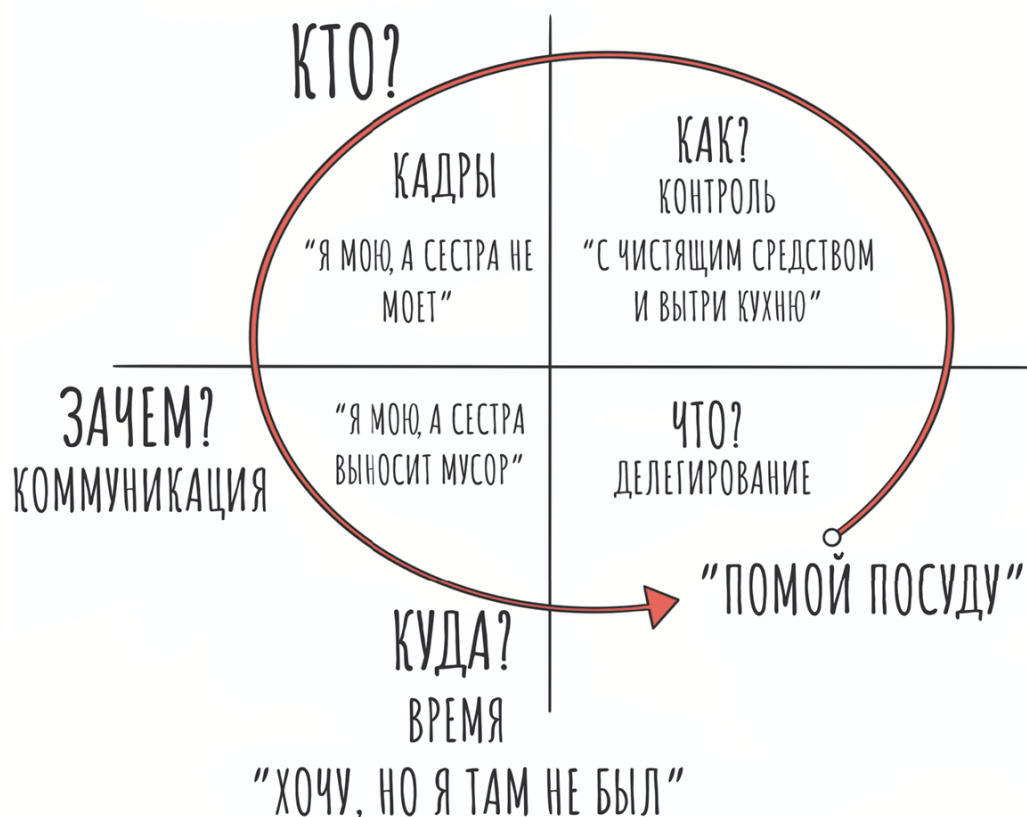 КТО?
КАДРЫ
"Я МОЮ, А СЕСТРА НЕ
МОЕТ"
КАК?
КОНТРОЛЬ
"С ЧИСТЯЩИМ СРЕДСТВОМ
И ВЫТРИ КУХНЮ"
ЗАЧЕМ?
КОММУНИКАЦИЯ
"Я МОЮ, А СЕСТРА
ВЫНОСИТ МУСОР"
ЧТО?
ДЕЛЕГИРОВАНИЕ
"ПОМОЙ ПОСУДУ"
КУДА?
ВРЕМЯ
"ХОЧУ, НО Я ТАМ НЕ БЫЛ"